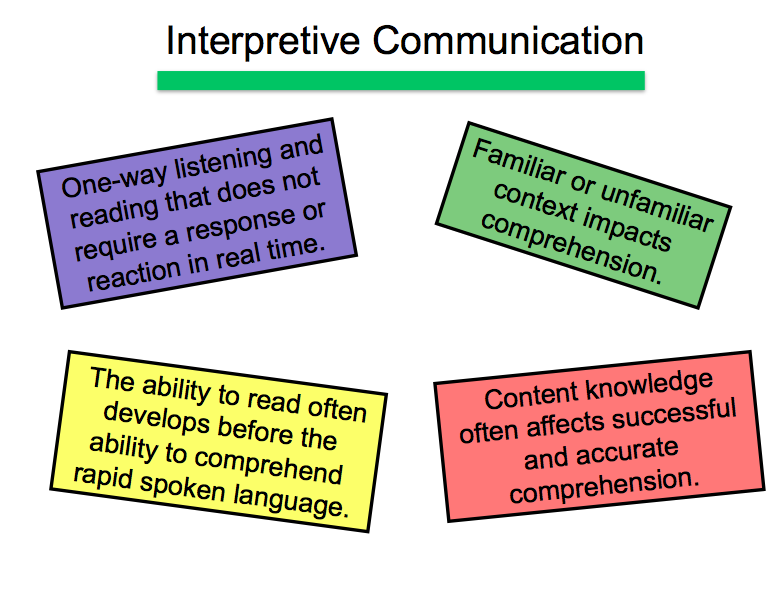 Interpretive Communication
One-way listening and
reading that does not
require a response or
reaction in real time.
Familiar or unfamiliar
context impacts
comprehension.
The ability to read often
develops before the
ability to comprehend
rapid spoken language.
Content knowledge
often affects successful
and accurate
comprehension.